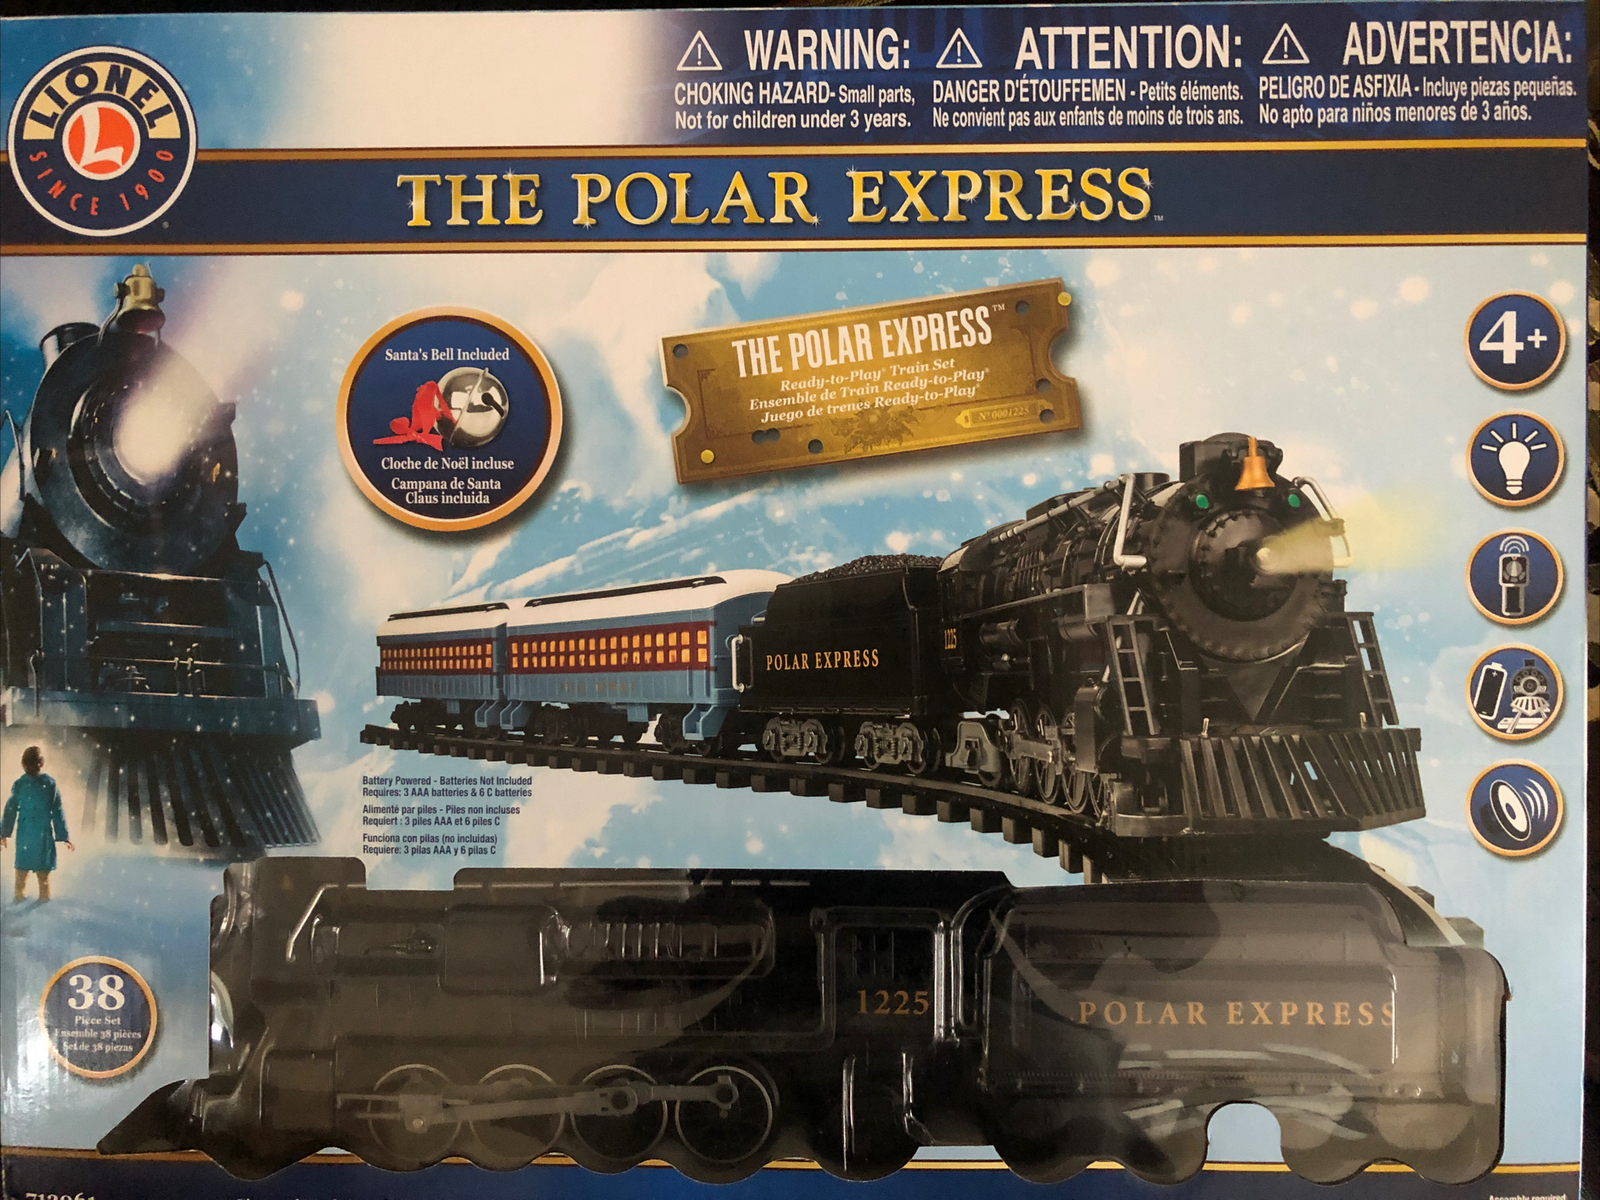 LIONEL
L
SINCE 1900
WARNING:
CHOKING HAZARD- Small parts,
Not for children under 3 years.
ATTENTION:
DANGER D'ÉTOUFFEMEN - Petits éléments.
Ne convient pas aux enfants de moins de trois ans.
ADVERTENCIA:
PELIGRO DE ASFIXIA - Incluye piezas pequeñas.
No apto para niños menores de 3 años.
THE POLAR EXPRESS™
Santa's Bell Included
Cloche de Noël incluse
Campana de Santa
Claus incluida
THE POLAR EXPRESS™
Ready-to-Play® Train Set
Ensemble de Train Ready-to-Play®
Juego de trenes Ready-to-Play®
Nº 0001225
4+
1225
POLAR EXPRESS
Battery Powered - Batteries Not Included
Requires: 3 AAA batteries & 6 C batteries
Alimenté par piles - Piles non incluses
Requiert : 3 piles AAA et 6 piles C
Funciona con pilas (no incluidas)
Requiere: 3 pilas AAA y 6 pilas C
38
Piece Set
Ensemble 38 pièces
Set de 38 piezas
1225
POLAR EXPRESS
Assembly required